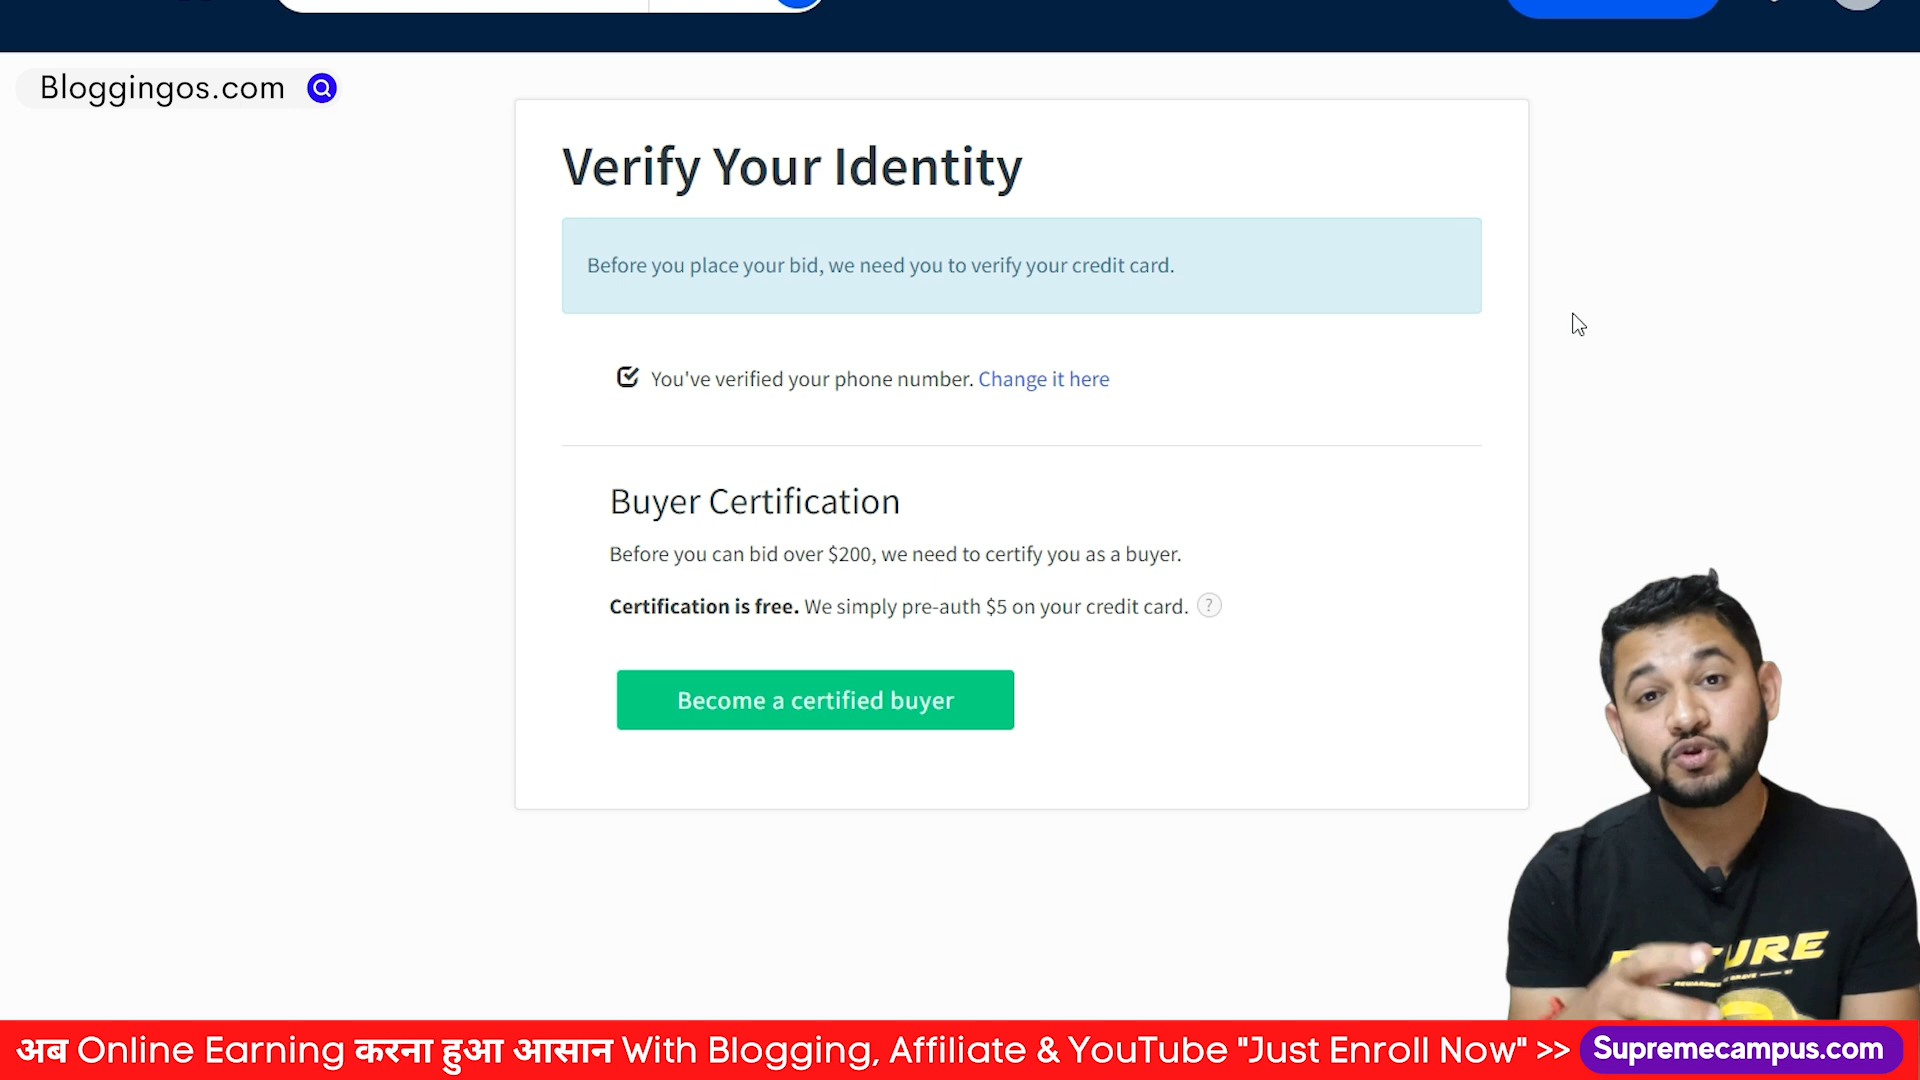 Bloggingos.com
Verify Your Identity
Before you place your bid, we need you to verify your credit card.
You've verified your phone number. Change it here
Buyer Certification
Before you can bid over $200, we need to certify you as a buyer.
Certification is free. We simply pre-auth $5 on your credit card. ?
Become a certified buyer
अब Online Earning करना हुआ आसान With Blogging, Affiliate & YouTube "Just Enroll Now" >> Supremecampus.com